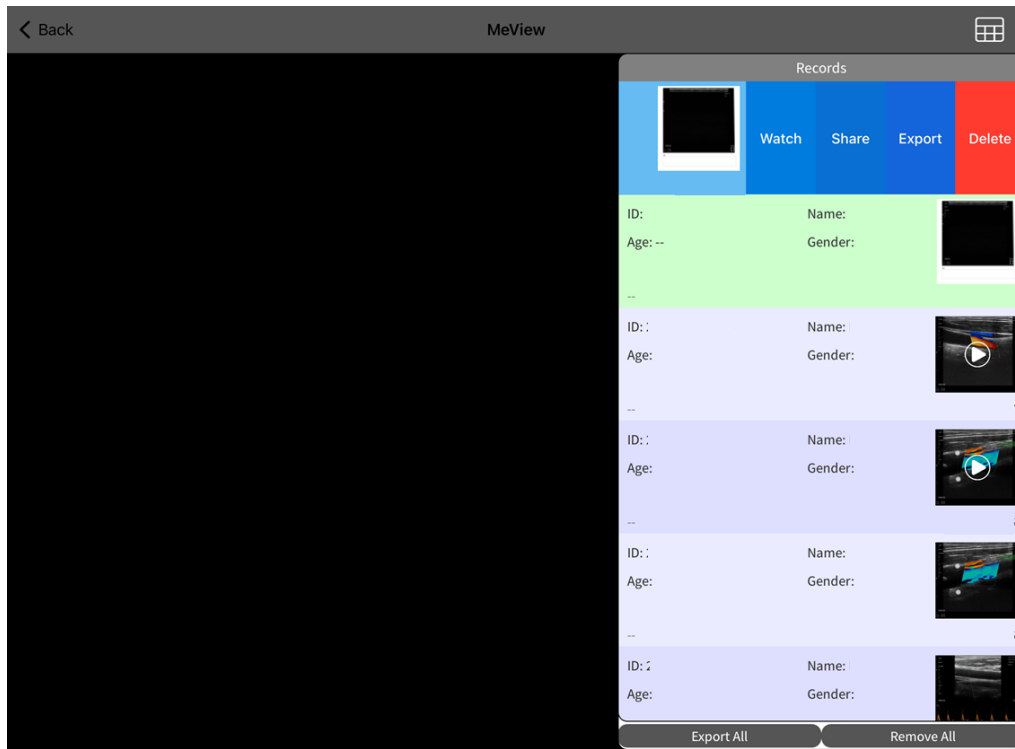 Back MeView
Records
Watch Share Export Delete
ID: Name:
Age: -- Gender:
--
ID: Name:
Age: Gender:
--
ID: Name:
Age: Gender:
--
ID: Name:
Age: Gender:
--
ID: Name:
Age: Gender:
Export All Remove All